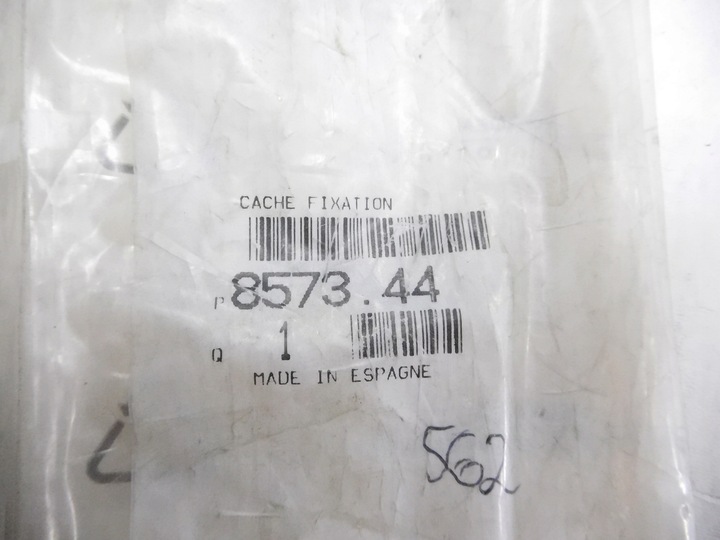 CACHE FIXATION
P 8573.44
Q 1
MADE IN ESPAGNE
562